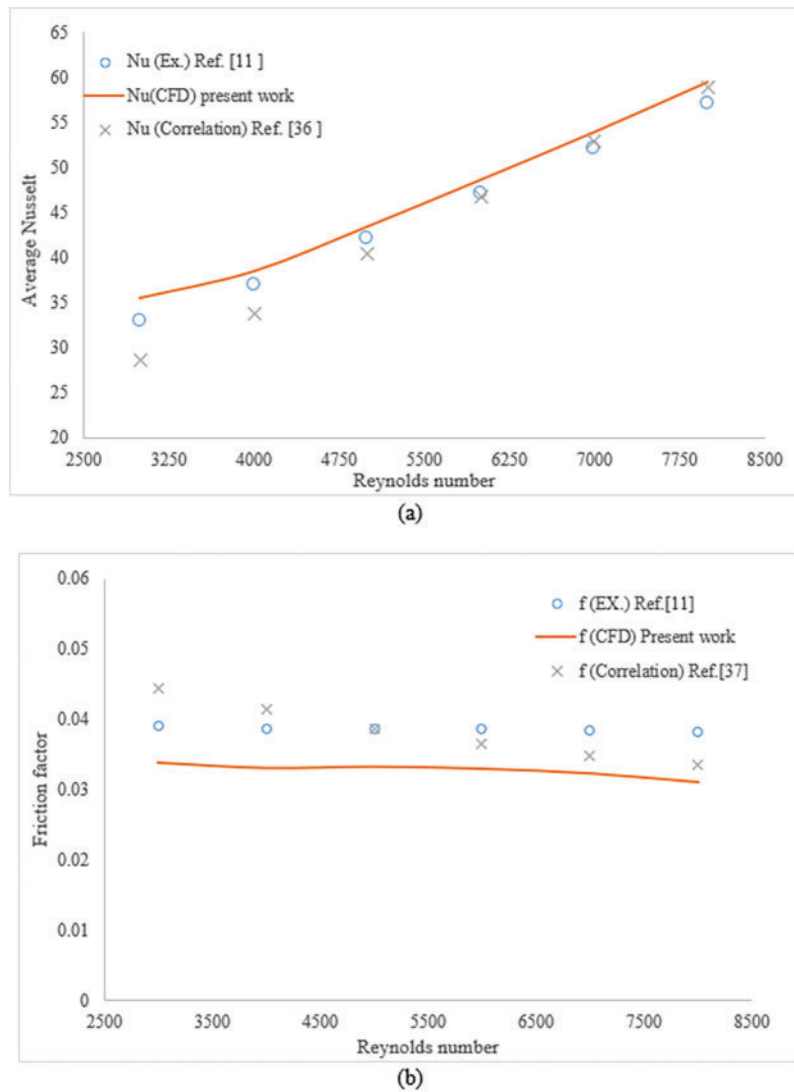 65
60
55
50
45
40
35
30
25
20
Average Nusselt
Nu (Ex.) Ref. [11 ]
Nu(CFD) present work
Nu (Correlation) Ref. [36 ]
2500 3250 4000 4750 5500 6250 7000 7750 8500
Reynolds number
(a)
0.06
0.05
0.04
0.03
0.02
0.01
0
Friction factor
f (EX.) Ref.[11]
f (CFD) Present work
f (Correlation) Ref.[37]
2500 3500 4500 5500 6500 7500 8500
Reynolds number
(b)